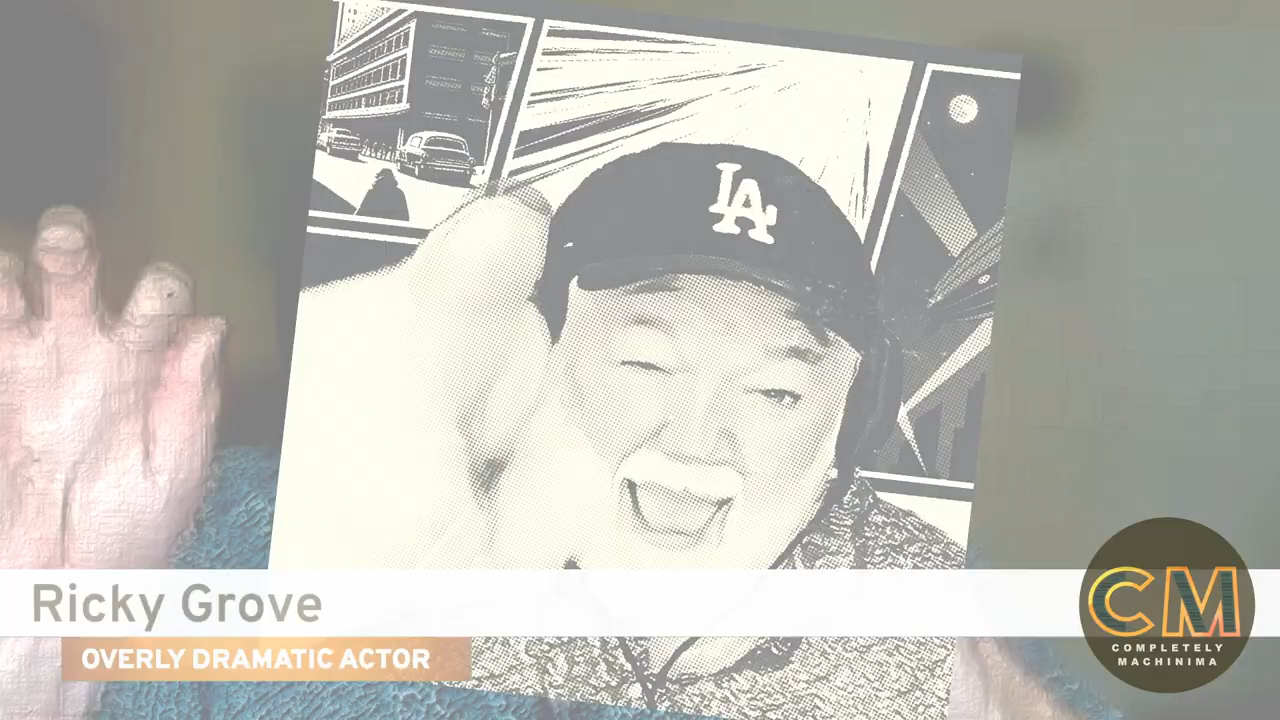 LA
Ricky Grove
OVERLY DRAMATIC ACTOR
CM
COMPLETELY
MACHINIMA